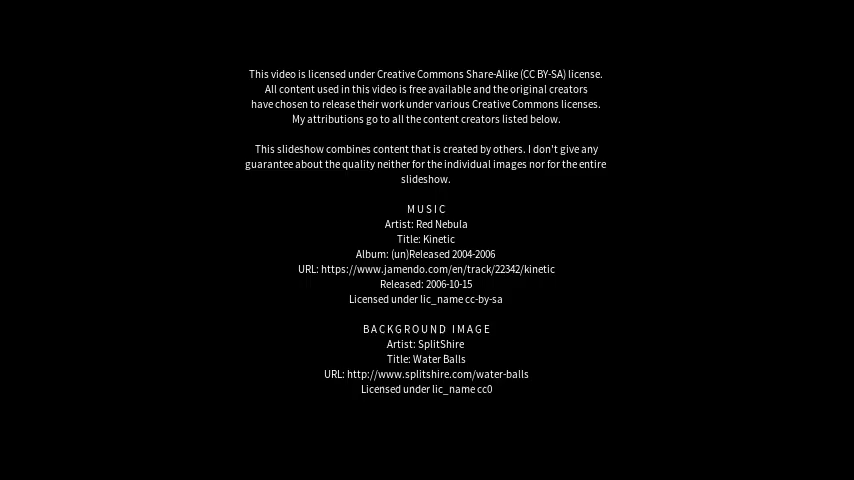 This video is licensed under Creative Commons Share-Alike (CC BY-SA) license.
All content used in this video is free available and the original creators
have chosen to release their work under various Creative Commons licenses.
My attributions go to all the content creators listed below.
This slideshow combines content that is created by others. I don't give any
guarantee about the quality neither for the individual images nor for the entire
slideshow.
MUSIC
Artist: Red Nebula
Title: Kinetic
Album: (un)Released 2004-2006
URL: https://www.jamendo.com/en/track/22342/kinetic
Released: 2006-10-15
Licensed under lic_name cc-by-sa
BACKGROUND IMAGE
Artist: SplitShire
Title: Water Balls
URL: http://www.splitshire.com/water-balls
Licensed under lic_name cc0